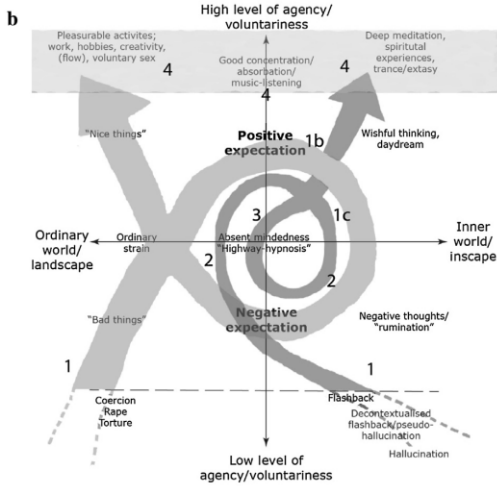 b
High level of agency/
voluntariness
Pleasurable activites;
work, hobbies, creativity,
(flow), voluntary sex
4
Good concentration/
absorbation/
music-listening
4
Deep meditation,
spirtutal
experiences,
trance/extasy
4
"Nice things"
Positive
expectation
1b
Wishful thinking,
daydream
3
1c
Ordinary
world/
landscape
Ordinary
strain
Absent mindedness
"Highway-hypnosis"
Inner
world/
inscape
2
2
"Bad things"
Negative
expectation
Negative thoughts/
"rumination"
1
1
Coercion
Rape
Torture
Flashback
Decontextualised
flashback/pseudo-
hallucination
Hallucination
Low level of
agency/voluntariness